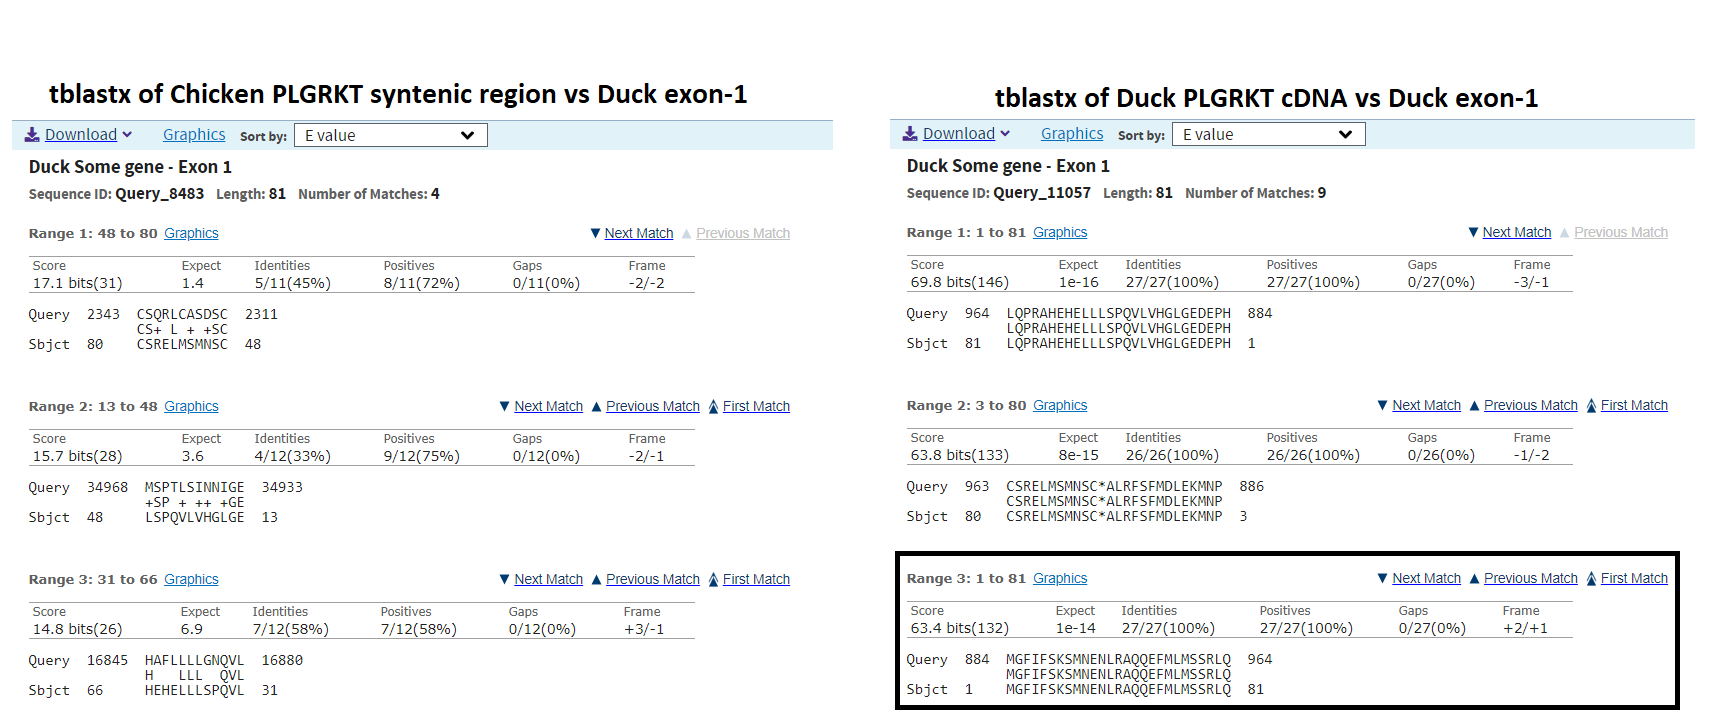 tblastx of Chicken PLGRKT syntenic region vs Duck exon-1
Download Graphics Sort by: E value
Duck Some gene - Exon 1
Sequence ID: Query_8483 Length: 81 Number of Matches: 4
Range 1: 48 to 80 Graphics ▼ Next Match ▲ Previous Match
Score Expect Identities Positives Gaps Frame
17.1 bits(31) 1.4 5/11(45%) 8/11(72%) 0/11(0%) -2/-2
Query 2343 CSQRLCASDSC 2311
CS+ L + +SC
Sbjct 80 CSRELMSMNSC 48
Range 2: 13 to 48 Graphics ▼ Next Match ▲ Previous Match First Match
Score Expect Identities Positives Gaps Frame
15.7 bits(28) 3.6 4/12(33%) 9/12(75%) 0/12(0%) -2/-1
Query 34968 MSPTLSINNIGE 34933
+SP + ++ +GE
Sbjct 48 LSPQVLVHGLGE 13
Range 3: 31 to 66 Graphics ▼ Next Match ▲ Previous Match First Match
Score Expect Identities Positives Gaps Frame
14.8 bits(26) 6.9 7/12(58%) 7/12(58%) 0/12(0%) +3/-1
Query 16845 HAFLLLLGNQVL 16880
H LLL QVL
Sbjct 66 HEHELLLSPQVL 31
tblastx of Duck PLGRKT cDNA vs Duck exon-1
Download Graphics Sort by: E value
Duck Some gene - Exon 1
Sequence ID: Query_11057 Length: 81 Number of Matches: 9
Range 1: 1 to 81 Graphics ▼ Next Match ▲ Previous Match
Score Expect Identities Positives Gaps Frame
69.8 bits(146) 1e-16 27/27(100%) 27/27(100%) 0/27(0%) -3/-1
Query 964 LQPRAHEHELLLSPQVLVHGLGEDEPH 884
LQPRAHEHELLLSPQVLVHGLGEDEPH
Sbjct 81 LQPRAHEHELLLSPQVLVHGLGEDEPH 1
Range 2: 3 to 80 Graphics ▼ Next Match ▲ Previous Match First Match
Score Expect Identities Positives Gaps Frame
63.8 bits(133) 8e-15 26/26(100%) 26/26(100%) 0/26(0%) -1/-2
Query 963 CSRELMSMNSC*ALRFSFMDLEKMNP 886
CSRELMSMNSC*ALRFSFMDLEKMNP
Sbjct 80 CSRELMSMNSC*ALRFSFMDLEKMNP 3
Range 3: 1 to 81 Graphics ▼ Next Match ▲ Previous Match First Match
Score Expect Identities Positives Gaps Frame
63.4 bits(132) 1e-14 27/27(100%) 27/27(100%) 0/27(0%) +2/+1
Query 884 MGFIFSKSMNENLRAQQEFMLMSSRLQ 964
MGFIFSKSMNENLRAQQEFMLMSSRLQ
Sbjct 1 MGFIFSKSMNENLRAQQEFMLMSSRLQ 81